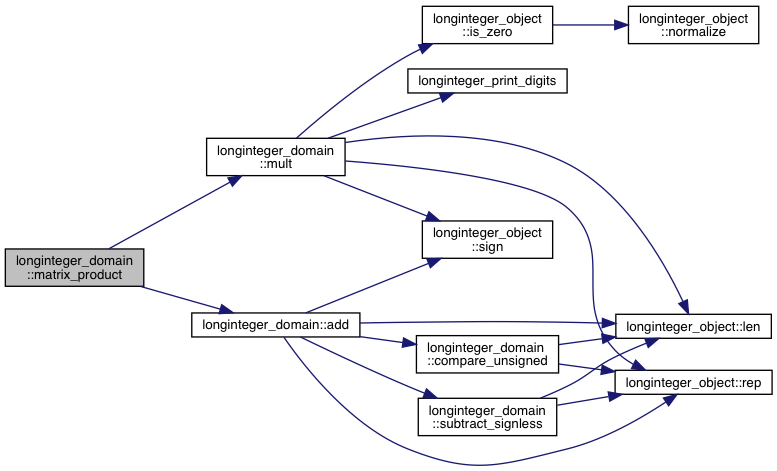 longinteger_domain
::matrix_product
longinteger_domain
::mult
longinteger_object
::is_zero
longinteger_object
::normalize
longinteger_print_digits
longinteger_object
::sign
longinteger_domain::add
longinteger_object::len
longinteger_domain
::compare_unsigned
longinteger_object::rep
longinteger_domain
::subtract_signless